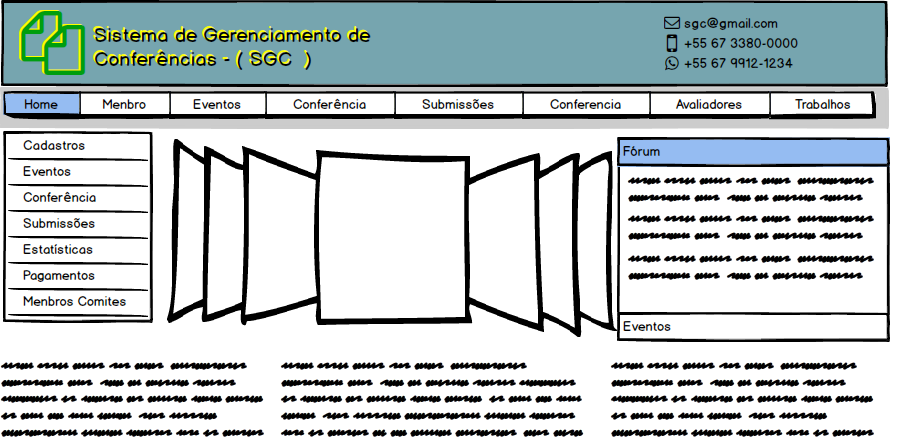 Sistema de Gerenciamento de
Conferências - ( SGC )
sgc@gmail.com
+55 67 3380-0000
+55 67 9912-1234
Home Menbro Eventos Conferência Submissões Conferencia Avaliadores Trabalhos
Cadastros
Eventos
Conferência
Submissões
Estatísticas
Pagamentos
Menbros Comites
Fórum
Eventos